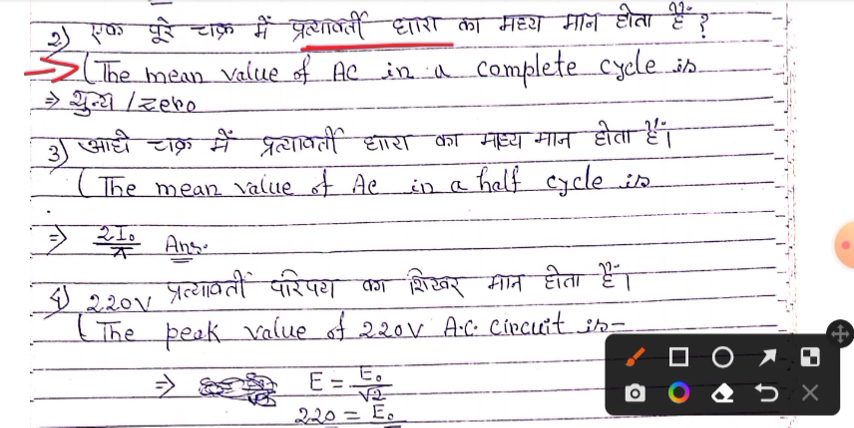 2) एक पूरे चक्र में प्रत्यावर्ती धारा का मध्य मान होता है?
(The mean value of AC in a complete cycle is
⇒ शुन्य / zero
3) आधे चक्र में प्रत्यावर्ती धारा का मध्य मान होता है।
(The mean value of AC in a half cycle is
⇒ 2I₀/π Ans.
4) 220V प्रत्यावर्ती परिपथ का शिखर मान होता है।
(The peak value of 220V A.C. circuit is-
⇒ E = E₀/√2
220 = E₀